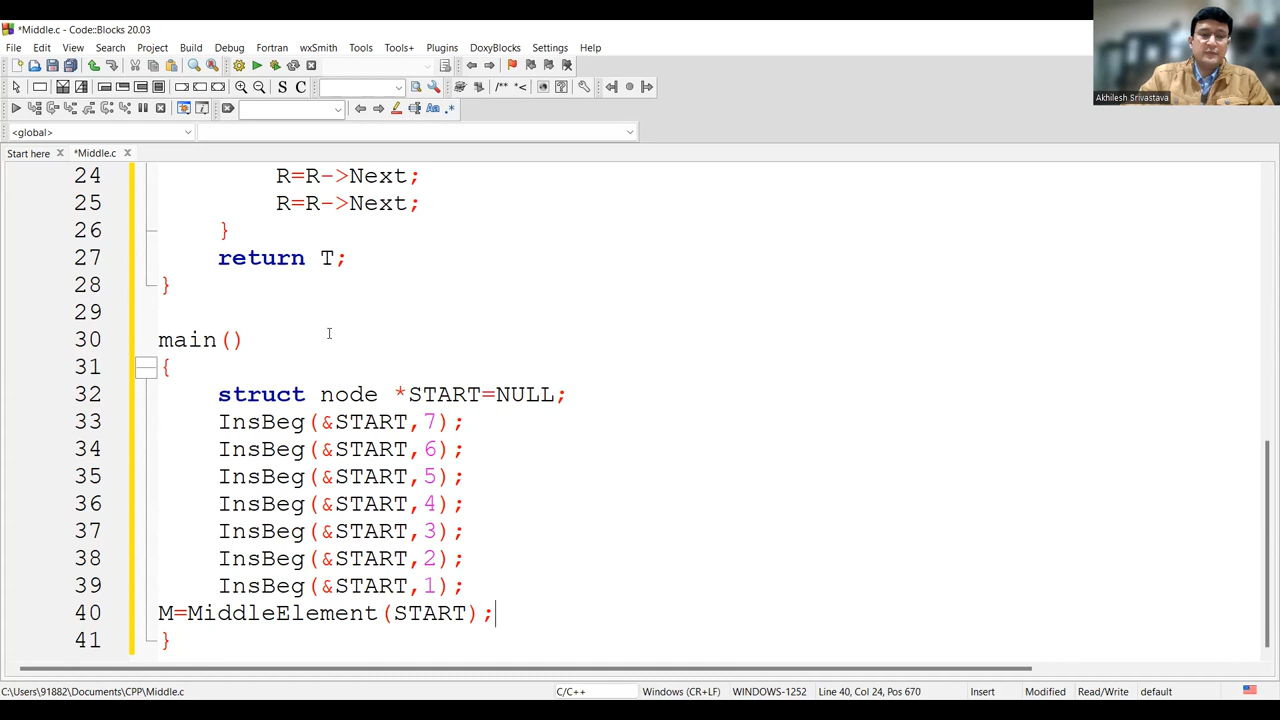 *Middle.c - Code::Blocks 20.03
File Edit View Search Project Build Debug Fortran wxSmith Tools Tools+ Plugins DoxyBlocks Settings Help
S C /** *<
Aa .*
<global>
Start here *Middle.c
24 R=R->Next;
25 R=R->Next;
26 }
27 return T;
28 }
29
30 main()
31 {
32 struct node *START=NULL;
33 InsBeg(&START,7);
34 InsBeg(&START,6);
35 InsBeg(&START,5);
36 InsBeg(&START,4);
37 InsBeg(&START,3);
38 InsBeg(&START,2);
39 InsBeg(&START,1);
40 M=MiddleElement(START);
41 }
C:\Users\91882\Documents\CPP\Middle.c C/C++ Windows (CR+LF) WINDOWS-1252 Line 40, Col 24, Pos 670 Insert Modified Read/Write default
Akhilesh Srivastava